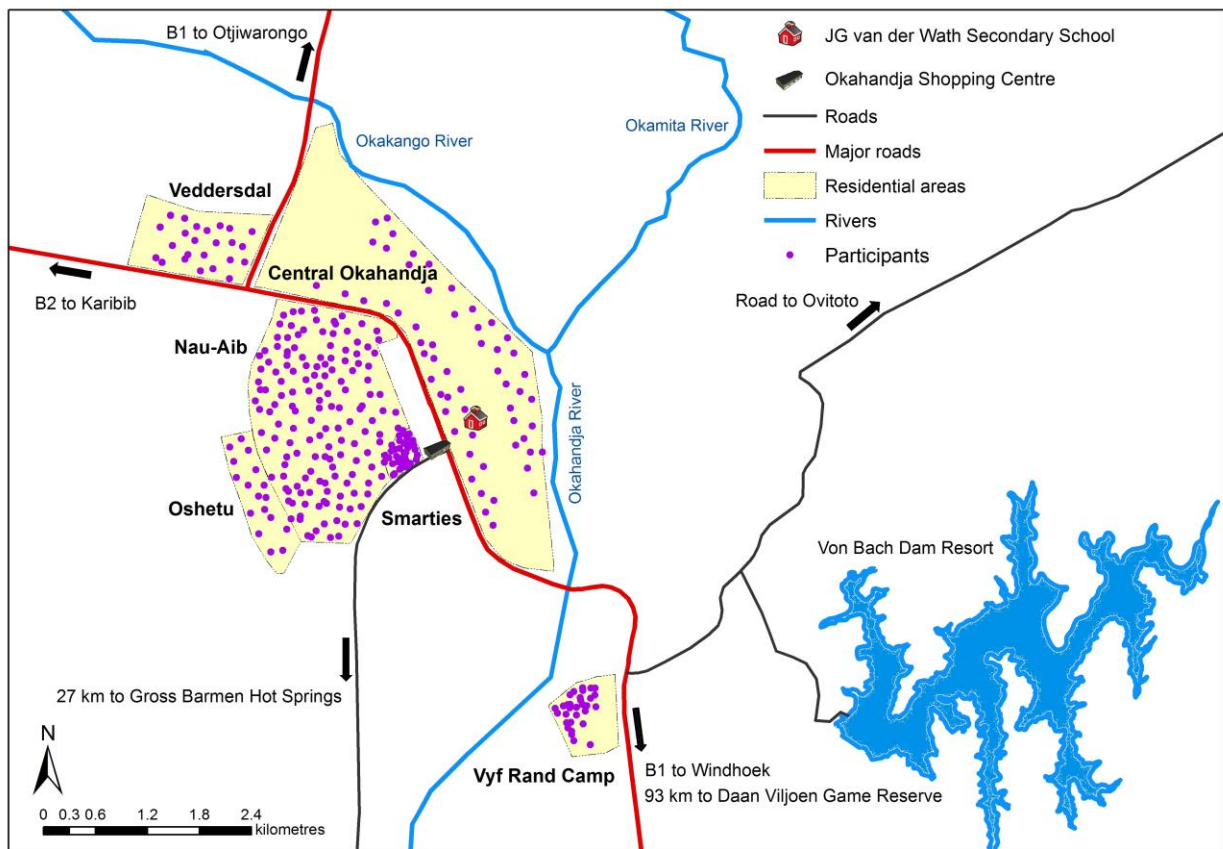 B1 to Otjiwarongo
JG van der Wath Secondary School
Okahandja Shopping Centre
Roads
Major roads
Residential areas
Rivers
Participants
Okakango River
Okamita River
Veddersdal
Central Okahandja
B2 to Karibib
Road to Ovitoto
Nau-Aib
Okahandja River
Oshetu
Smarties
Von Bach Dam Resort
27 km to Gross Barmen Hot Springs
N
Vyf Rand Camp
B1 to Windhoek
93 km to Daan Viljoen Game Reserve
0 0.3 0.6 1.2 1.8 2.4
kilometres